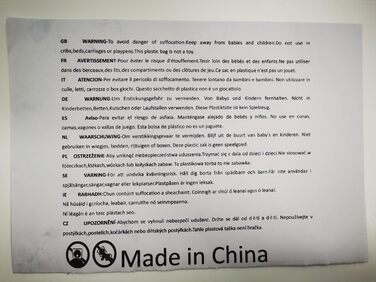 GB WARNING-To avoid danger of suffocation.Keep away from babies and children.Do not use in
cribs,beds,carriages or playpens.This plastic bag is not a toy.
FR AVERTISSEMENT-Pour éviter le risque d'étouffement.Tenir loin des bébés et des enfants.Ne pas utiliser
dans des berceaux,des lits,des compartiments ou des clôtures de jeu.Ce sac en plastique n'est pas un jouet.
IT ATENCION-Per evitare il pericolo di soffocamento. Tenere lontano da bambini e bambini. Non utilizzare in
culle, letti, carrozze o box giochi. Questo sacchetto di plastica non è un giocattolo.
DE WARNUNG-Um Erstickungsgefahr zu vermeiden. Von Babys und Kindern fernhalten. Nicht in
Kinderbetten,Betten,Kutschen oder Laufställen verwenden. Diese Plastiktüte ist kein Spielzeug.
ES Aviso-Para evitar el riesgo de asfixia. Manténgase alejado de bebés y niños. No use en cunas,
camas,vagones o vallas de juego. Esta bolsa de plástico no es un juguete.
NL WAARSCHUWING-Om verstikkingsgevaar te vermijden. Blijf uit de buurt van baby's en kinderen. Niet
gebruiken in wiegjes, bedden, rijtuigen of boxen. Deze plastic zak is geen speelgoed.
PL OSTRZEŻENIE-Aby uniknąć niebezpieczeństwa uduszenia.Trzymać się z dala od dzieci i dzieci.Nie stosować w
łóżeczkach,łóżkach,wózkach lub kołyskach zabaw. Ta plastikowa torba to nie zabawka.
SE VARNING-För att undvika kvävningsrisk. Håll dig borta från spädbarn och barn.Får inte användas i
spjälsängar,sängar,vagnar eller lekplatser.Plastpåsen är ingen leksak.
IE RABHADH:Chun contúirt suffocation a sheachaint. Coinnigh ar shiúl ó leanaí agus ó leanaí.
Ná húsáid i gcríocha, leabar, carruithe nó seinmpeanna.
Ní léagán é an tasc plástach seo.
CZ UPOZORNĚNÍ-Abychom se vyhnuli nebezpečí udušení. Držte se dál od dětí a dětí. Nepoužívejte v
postýlkách,postelích,kočárkách nebo dětských postýlkách.Tahle plastová taška není hračka.
Made in China